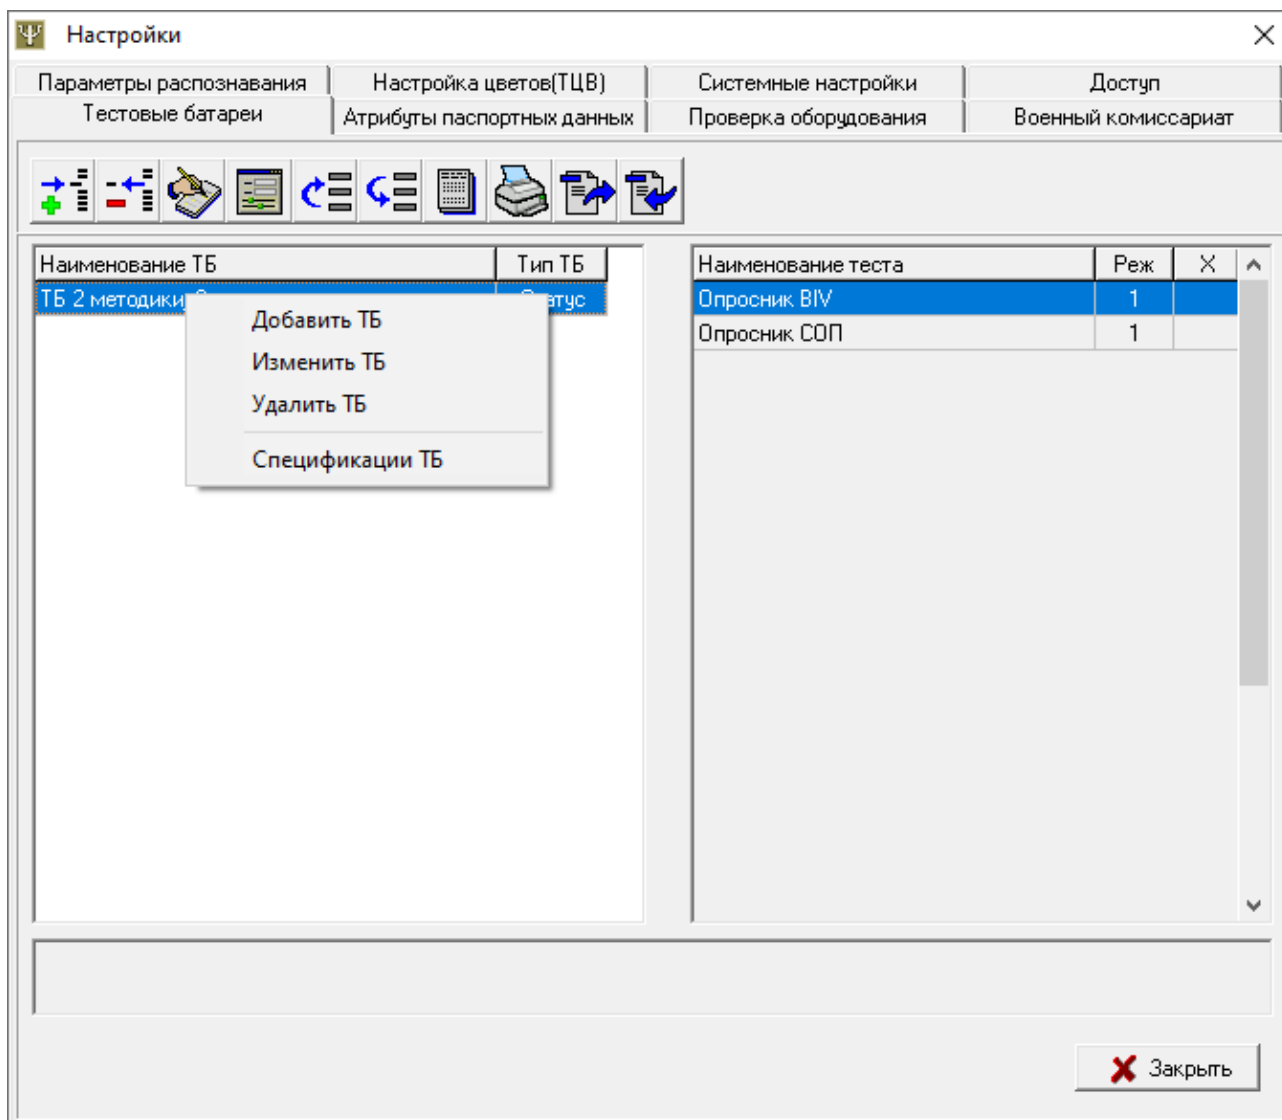 Настройки
Параметры распознавания Настройка цветов(ТЦВ) Системные настройки Доступ
Тестовые батареи Атрибуты паспортных данных Проверка оборудования Военный комиссариат
Наименование ТБ Тип ТБ
ТБ 2 методики
Добавить ТБ
Изменить ТБ
Удалить ТБ
Спецификации ТБ
Наименование теста Реж X
Опросник BIV 1
Опросник СОП 1
Закрыть